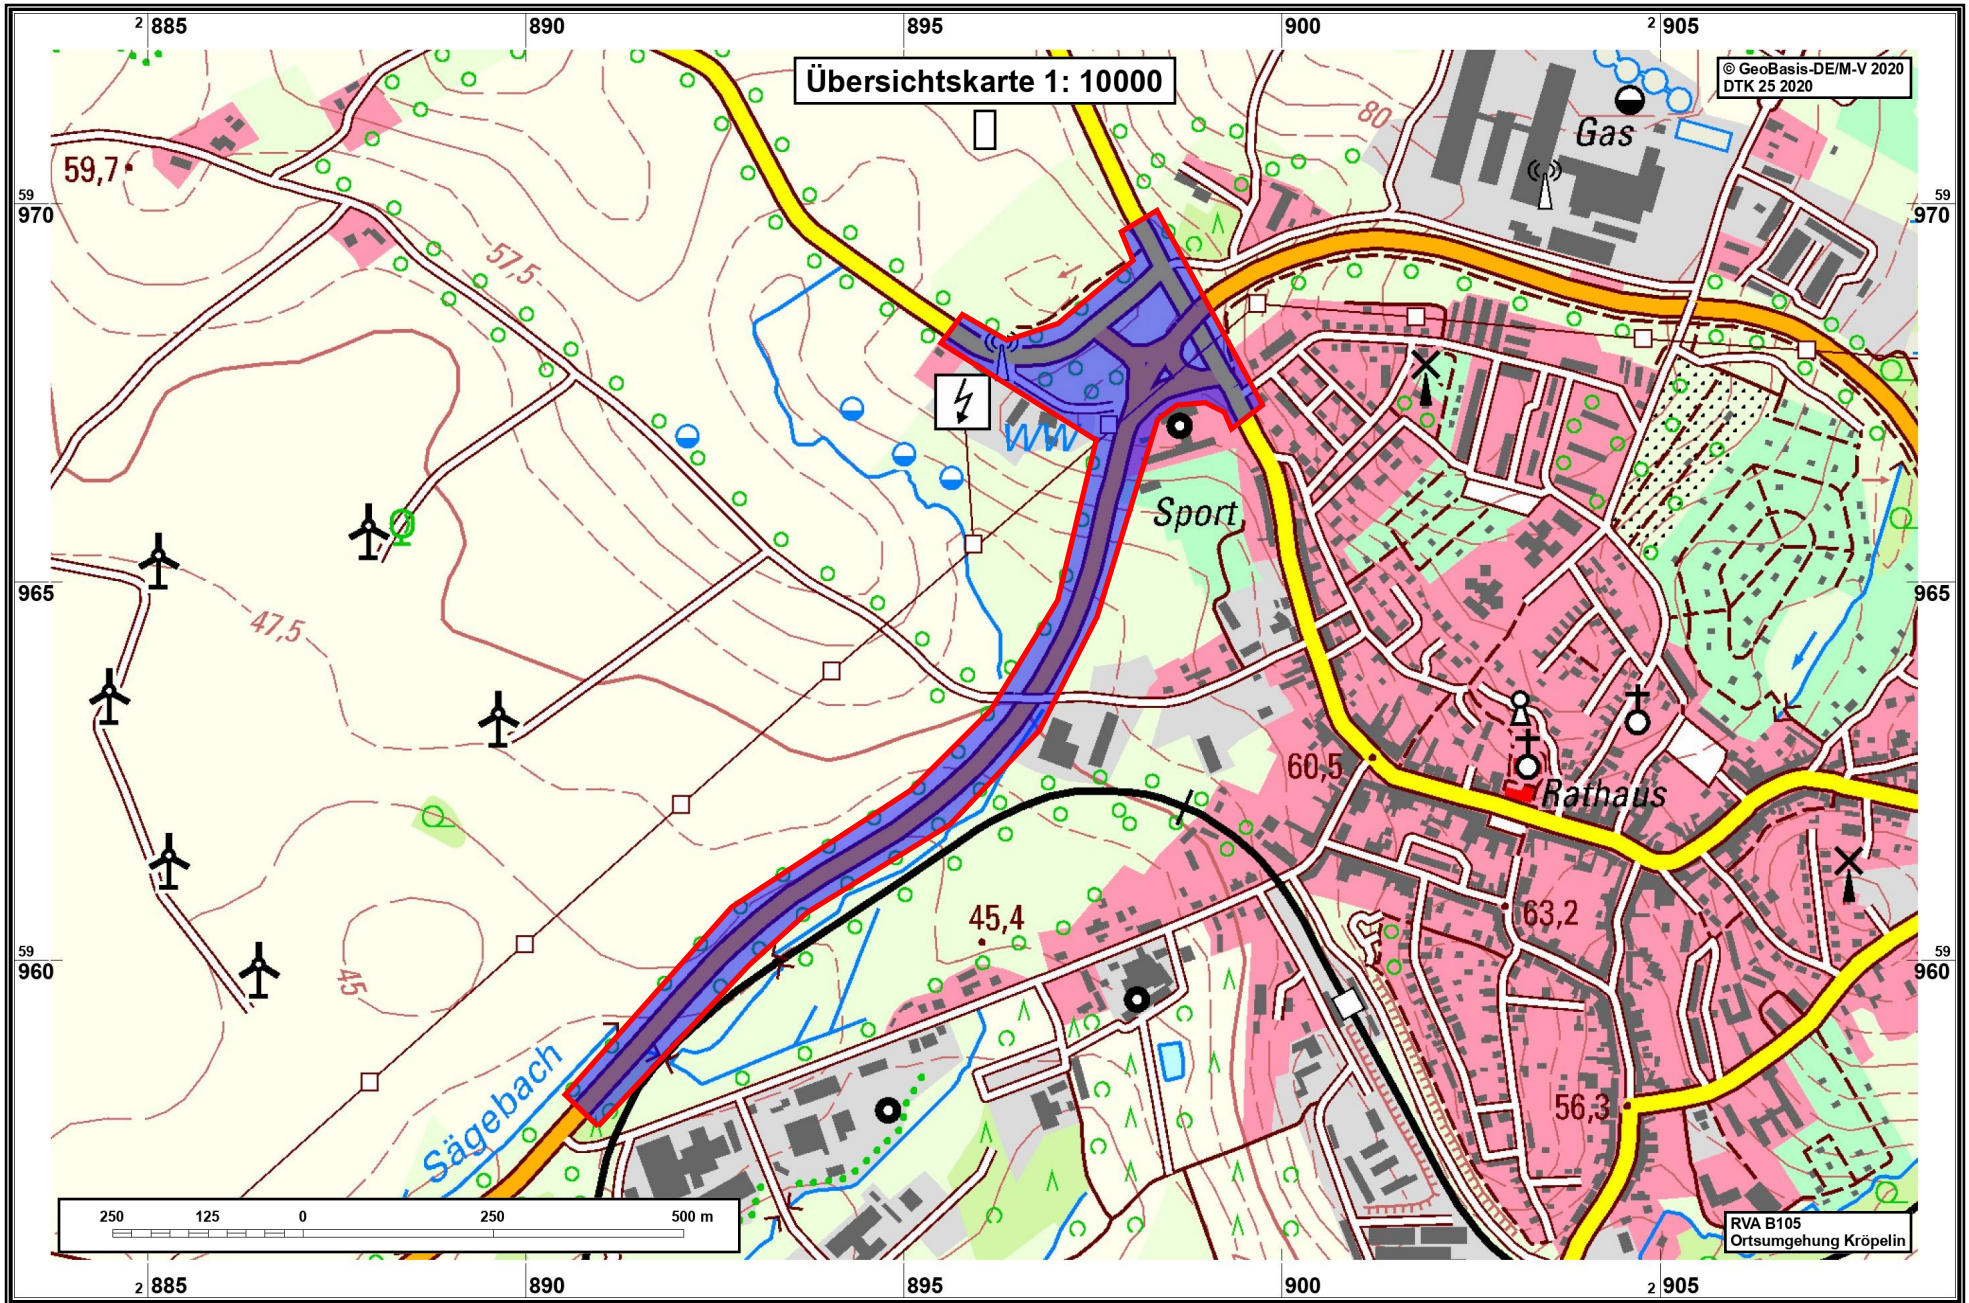 2 885
890
895
900
2 905
Übersichtskarte 1: 10000
© GeoBasis-DE/M-V 2020
DTK 25 2020
80
Gas
59,7
59
970
59
970
57,5
WW
Sport
965
965
47,5
60,5
Rathaus
63,2
45,4
59
960
59
960
45
Sägebach
56,3
250 125 0 250 500 m
RVA B105
Ortsumgehung Kröpelin
2 885
890
895
900
2 905